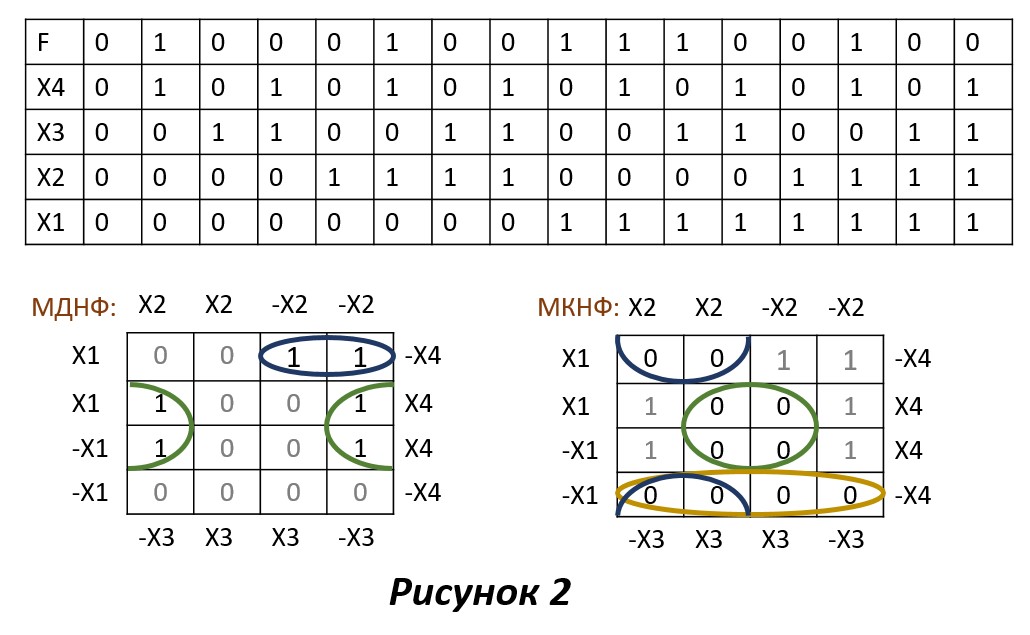 F 0 1 0 0 0 1 0 0 1 1 1 0 0 1 0 0
X4 0 1 0 1 0 1 0 1 0 1 0 1 0 1 0 1
X3 0 0 1 1 0 0 1 1 0 0 1 1 0 0 1 1
X2 0 0 0 0 1 1 1 1 0 0 0 0 1 1 1 1
X1 0 0 0 0 0 0 0 0 1 1 1 1 1 1 1 1
МДНФ: X2 X2 -X2 -X2
X1 0 0 1 1 -X4
X1 1 0 0 1 X4
-X1 1 0 0 1 X4
-X1 0 0 0 0 -X4
-X3 X3 X3 -X3
МКНФ: X2 X2 -X2 -X2
X1 0 0 1 1 -X4
X1 1 0 0 1 X4
-X1 1 0 0 1 X4
-X1 0 0 0 0 -X4
-X3 X3 X3 -X3
Рисунок 2